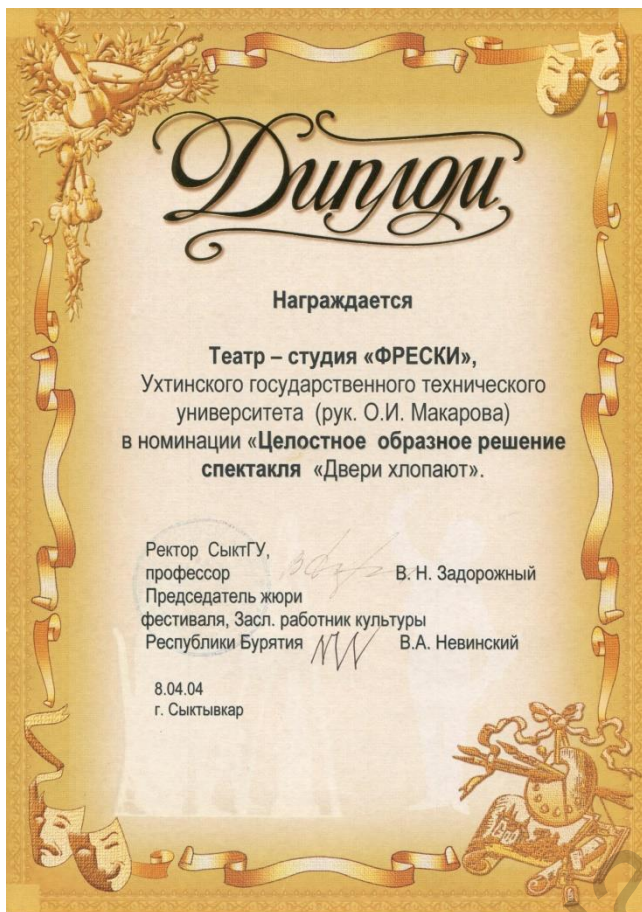 Диплом
Награждается
Театр – студия «ФРЕСКИ»,
Ухтинского государственного технического
университета (рук. О.И. Макарова)
в номинации «Целостное образное решение
спектакля «Двери хлопают».
Ректор СыктГУ,
профессор В. Н. Задорожный
Председатель жюри
фестиваля, Засл. работник культуры
Республики Бурятия В.А. Невинский
8.04.04
г. Сыктывкар